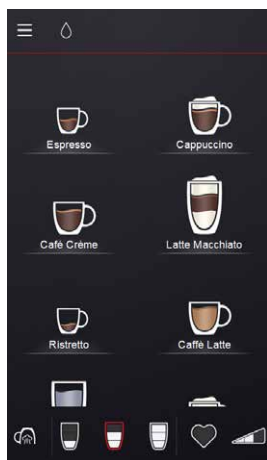 Espresso
Cappuccino
Café Crème
Latte Macchiato
Ristretto
Caffè Latte